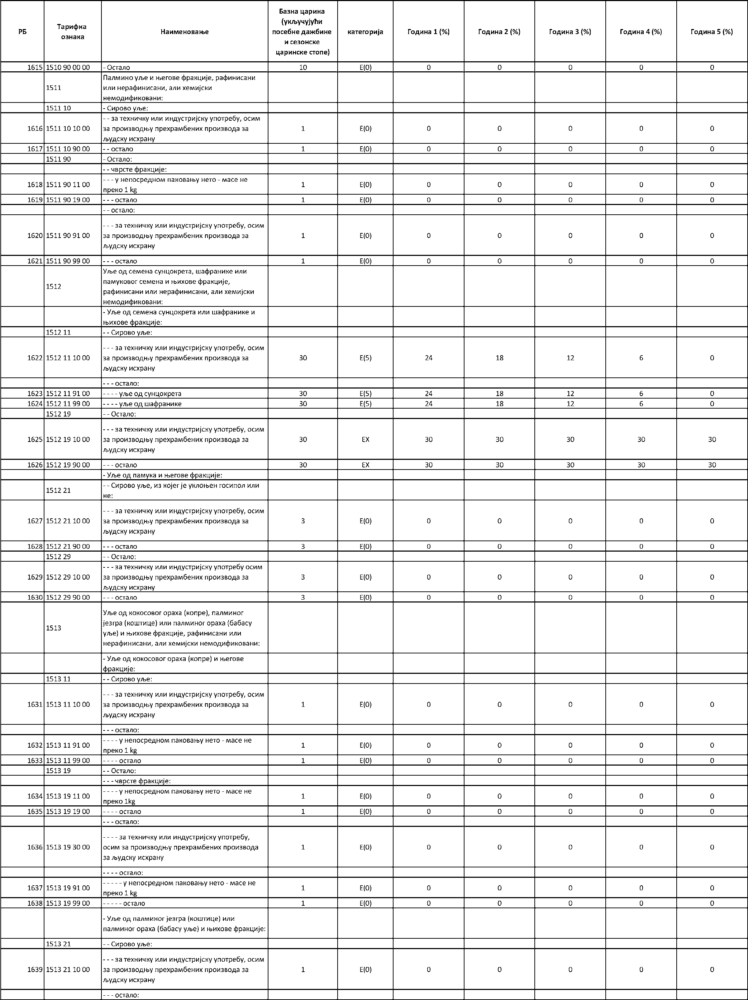 РБ Тарифна ознака Наименовање Базна царина (укључујући посебне дажбине и сезонске царинске стопе) категорија Година 1 (%) Година 2 (%) Година 3 (%) Година 4 (%) Година 5 (%)
1615 1510 90 00 00 - Остало 10 E(0) 0 0 0 0 0
1511 Палмино уље и његове фракције, рафинисани
или нерафинисани, али хемијски
немодификовани:
1511 10 - Сирово уље:
1616 1511 10 10 00 - - за техничку или индустријску употребу, осим
за производњу прехрамбених производа за
људску исхрану 1 E(0) 0 0 0 0 0
1617 1511 10 90 00 - - остало 1 E(0) 0 0 0 0 0
1511 90 - Остало:
- - чврсте фракције:
1618 1511 90 11 00 - - - у непосредном паковању нето - масе не
преко 1 kg 1 E(0) 0 0 0 0 0
1619 1511 90 19 00 - - - остало 1 E(0) 0 0 0 0 0
- - остало:
1620 1511 90 91 00 - - - за техничку или индустријску употребу, осим
за производњу прехрамбених производа за
људску исхрану 1 E(0) 0 0 0 0 0
1621 1511 90 99 00 - - - остало 1 E(0) 0 0 0 0 0
1512 Уље од семена сунцокрета, шафранике или
памуковог семена и њихове фракције,
рафинисани или нерафинисани, али хемијски
немодификовани:
- Уље од семена сунцокрета или шафранике и
њихове фракције:
1512 11 - - Сирово уље:
1622 1512 11 10 00 - - - за техничку или индустријску употребу, осим
за производњу прехрамбених производа за
људску исхрану 30 E(5) 24 18 12 6 0
- - - остало:
1623 1512 11 91 00 - - - - уље од сунцокрета 30 E(5) 24 18 12 6 0
1624 1512 11 99 00 - - - - уље од шафранике 30 E(5) 24 18 12 6 0
1512 19 - - Остало:
1625 1512 19 10 00 - - - за техничку или индустријску употребу, осим
за производњу прехрамбених производа за
људску исхрану 30 EX 30 30 30 30 30
1626 1512 19 90 00 - - - остало 30 EX 30 30 30 30 30
- Уље од памука и његове фракције:
1512 21 - - Сирово уље, из којег је уклоњен госипол или
не:
1627 1512 21 10 00 - - - за техничку или индустријску употребу, осим
за производњу прехрамбених производа за
људску исхрану 3 E(0) 0 0 0 0 0
1628 1512 21 90 00 - - - остало 3 E(0) 0 0 0 0 0
1512 29 - - Остало:
1629 1512 29 10 00 - - - за техничку или индустријску употребу осим
за производњу прехрамбених производа за
људску исхрану 3 E(0) 0 0 0 0 0
1630 1512 29 90 00 - - - остало 3 E(0) 0 0 0 0 0
1513 Уље од кокосовог ораха (копре), палминог
језгра (коштице) или палминог ораха (бабасу
уље) и њихове фракције, рафинисани или
нерафинисани, али хемијски немодификовани:
- Уље од кокосовог ораха (копре) и његове
фракције:
1513 11 - - Сирово уље:
1631 1513 11 10 00 - - - за техничку или индустријску употребу, осим
за производњу прехрамбених производа за
људску исхрану 1 E(0) 0 0 0 0 0
- - - остало:
1632 1513 11 91 00 - - - - у непосредном паковању нето - масе не
преко 1 kg 1 E(0) 0 0 0 0 0
1633 1513 11 99 00 - - - - остало 1 E(0) 0 0 0 0 0
1513 19 - - Остало:
- - - чврсте фракције:
1634 1513 19 11 00 - - - - у непосредном паковању нето - масе не
преко 1kg 1 E(0) 0 0 0 0 0
1635 1513 19 19 00 - - - - остало 1 E(0) 0 0 0 0 0
- - - остало:
1636 1513 19 30 00 - - - - за техничку или индустријску употребу,
осим за производњу прехрамбених производа
за људску исхрану 1 E(0) 0 0 0 0 0
- - - - остало:
1637 1513 19 91 00 - - - - - у непосредном паковању нето - масе не
преко 1 kg 1 E(0) 0 0 0 0 0
1638 1513 19 99 00 - - - - - остало 1 E(0) 0 0 0 0 0
- Уље од палминог језгра (коштице) или
палминог ораха (бабасу уље) и њихове фракције:
1513 21 - - Сирово уље:
1639 1513 21 10 00 - - - за техничку или индустријску употребу, осим
за производњу прехрамбених производа за
људску исхрану 1 E(0) 0 0 0 0 0
- - - остало: